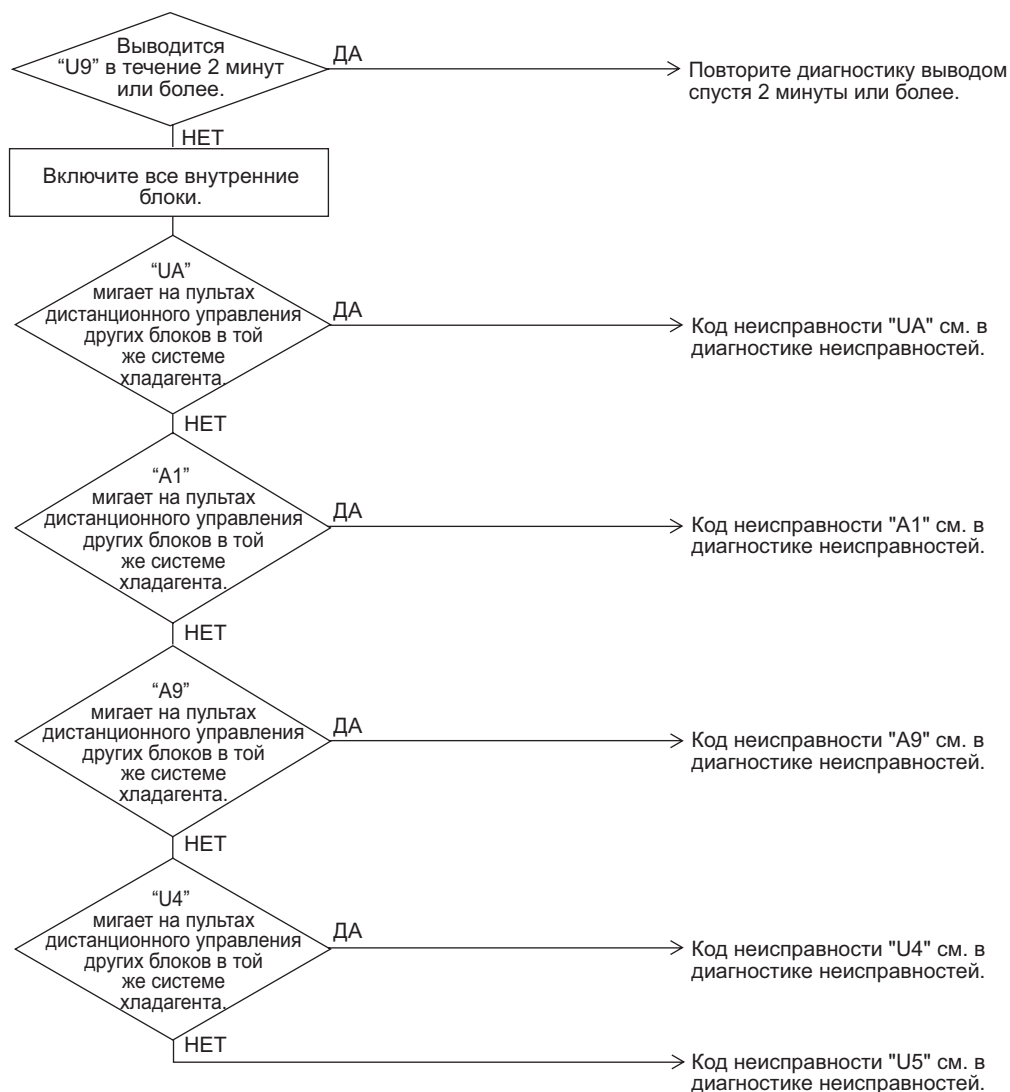 Выводится
“U9” в течение 2 минут
или более.
ДА
Повторите диагностику выводом
спустя 2 минуты или более.
НЕТ
Включите все внутренние
блоки.
“UA”
мигает на пультах
дистанционного управления
других блоков в той
же системе
хладагента.
ДА
Код неисправности "UA" см. в
диагностике неисправностей.
НЕТ
“A1”
мигает на пультах
дистанционного управления
других блоков в той
же системе
хладагента.
ДА
Код неисправности "A1" см. в
диагностике неисправностей.
НЕТ
“A9”
мигает на пультах
дистанционного управления
других блоков в той
же системе
хладагента.
ДА
Код неисправности "A9" см. в
диагностике неисправностей.
НЕТ
“U4”
мигает на пультах
дистанционного управления
других блоков в той
же системе
хладагента.
ДА
Код неисправности "U4" см. в
диагностике неисправностей.
НЕТ
Код неисправности "U5" см. в
диагностике неисправностей.